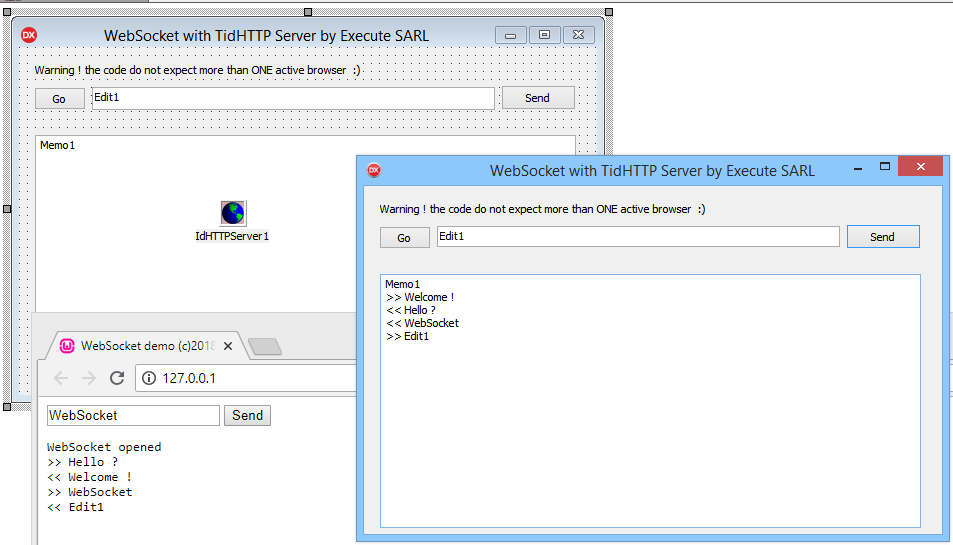 DX WebSocket with TidHTTP Server by Execute SARL
Warning ! the code do not expect more than ONE active browser :)
Go Edit1 Send
Memo1
IdHTTPServer1
DX WebSocket with TidHTTP Server by Execute SARL
Warning ! the code do not expect more than ONE active browser :)
Go Edit1 Send
Memo1
>> Welcome !
<< Hello ?
<< WebSocket
>> Edit1
WebSocket demo (c)2018
127.0.0.1
WebSocket Send
WebSocket opened
>> Hello ?
<< Welcome !
>> WebSocket
<< Edit1